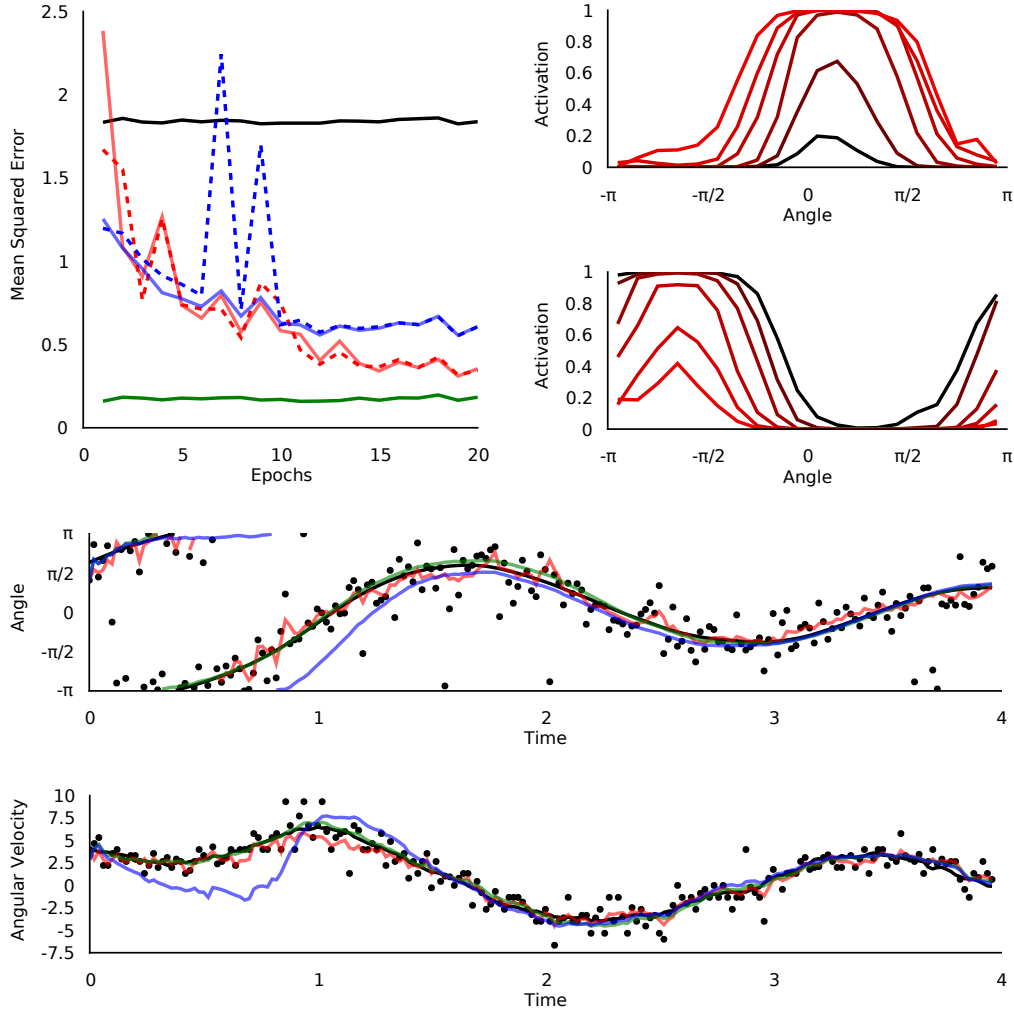 2.5
2
1.5
1
0.5
0
Mean Squared Error
0 5 10 15 20
Epochs
1
0.8
0.6
0.4
0.2
0
Activation
-π -π/2 0 π/2 π
Angle
1
0.8
0.6
0.4
0.2
0
Activation
-π -π/2 0 π/2 π
Angle
π
π/2
0
-π/2
-π
Angle
0 1 2 3 4
Time
10
7.5
5
2.5
0
-2.5
-5
-7.5
Angular Velocity
0 1 2 3 4
Time